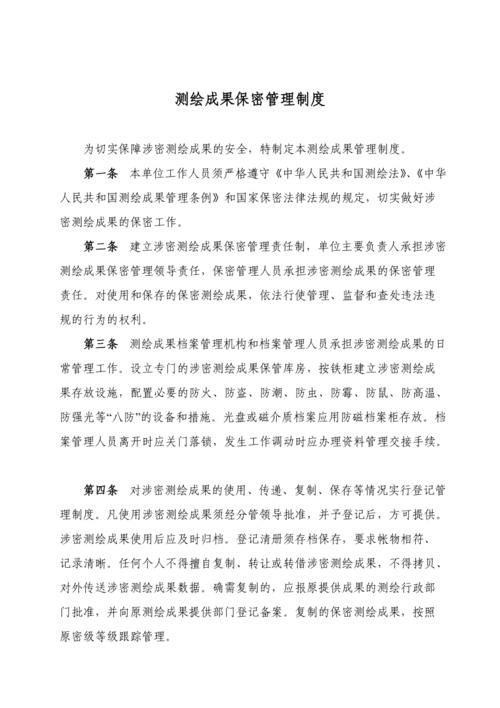 测绘成果保密管理制度
为切实保障涉密测绘成果的安全，特制定本测绘成果管理制度。
第一条　本单位工作人员须严格遵守《中华人民共和国测绘法》、《中华
人民共和国测绘成果管理条例》和国家保密法律法规的规定，切实做好涉
密测绘成果的保密工作。
第二条　建立涉密测绘成果保密管理责任制，单位主要负责人承担涉密
测绘成果保密管理领导责任，保密管理人员承担涉密测绘成果的保密管理
责任。对使用和保存的保密测绘成果，依法行使管理、监督和查处违法违
规的行为的权利。
第三条　测绘成果档案管理机构和档案管理人员承担涉密测绘成果的日
常管理工作。设立专门的涉密测绘成果保管库房，按铁柜建立涉密测绘成
果存放设施，配置必要的防火、防盗、防潮、防虫、防霉、防鼠、防高温、
防强光等“八防”的设备和措施。光盘或磁介质档案应用防磁档案柜存放。档
案管理人员离开时应关门落锁，发生工作调动时应办理资料管理交接手续。
第四条　对涉密测绘成果的使用、传递、复制、保存等情况实行登记管
理制度。凡使用涉密测绘成果须经分管领导批准，并予登记后，方可提供。
涉密测绘成果使用后应及时归档。登记清册须存档保存，要求帐物相符、
记录清晰。任何个人不得擅自复制、转让或转借涉密测绘成果，不得拷贝、
对外传送涉密测绘成果数据。确需复制的，应报原提供成果的测绘行政部
门批准，并向原测绘成果提供部门登记备案。复制的保密测绘成果，按照
原密级等级跟踪管理。